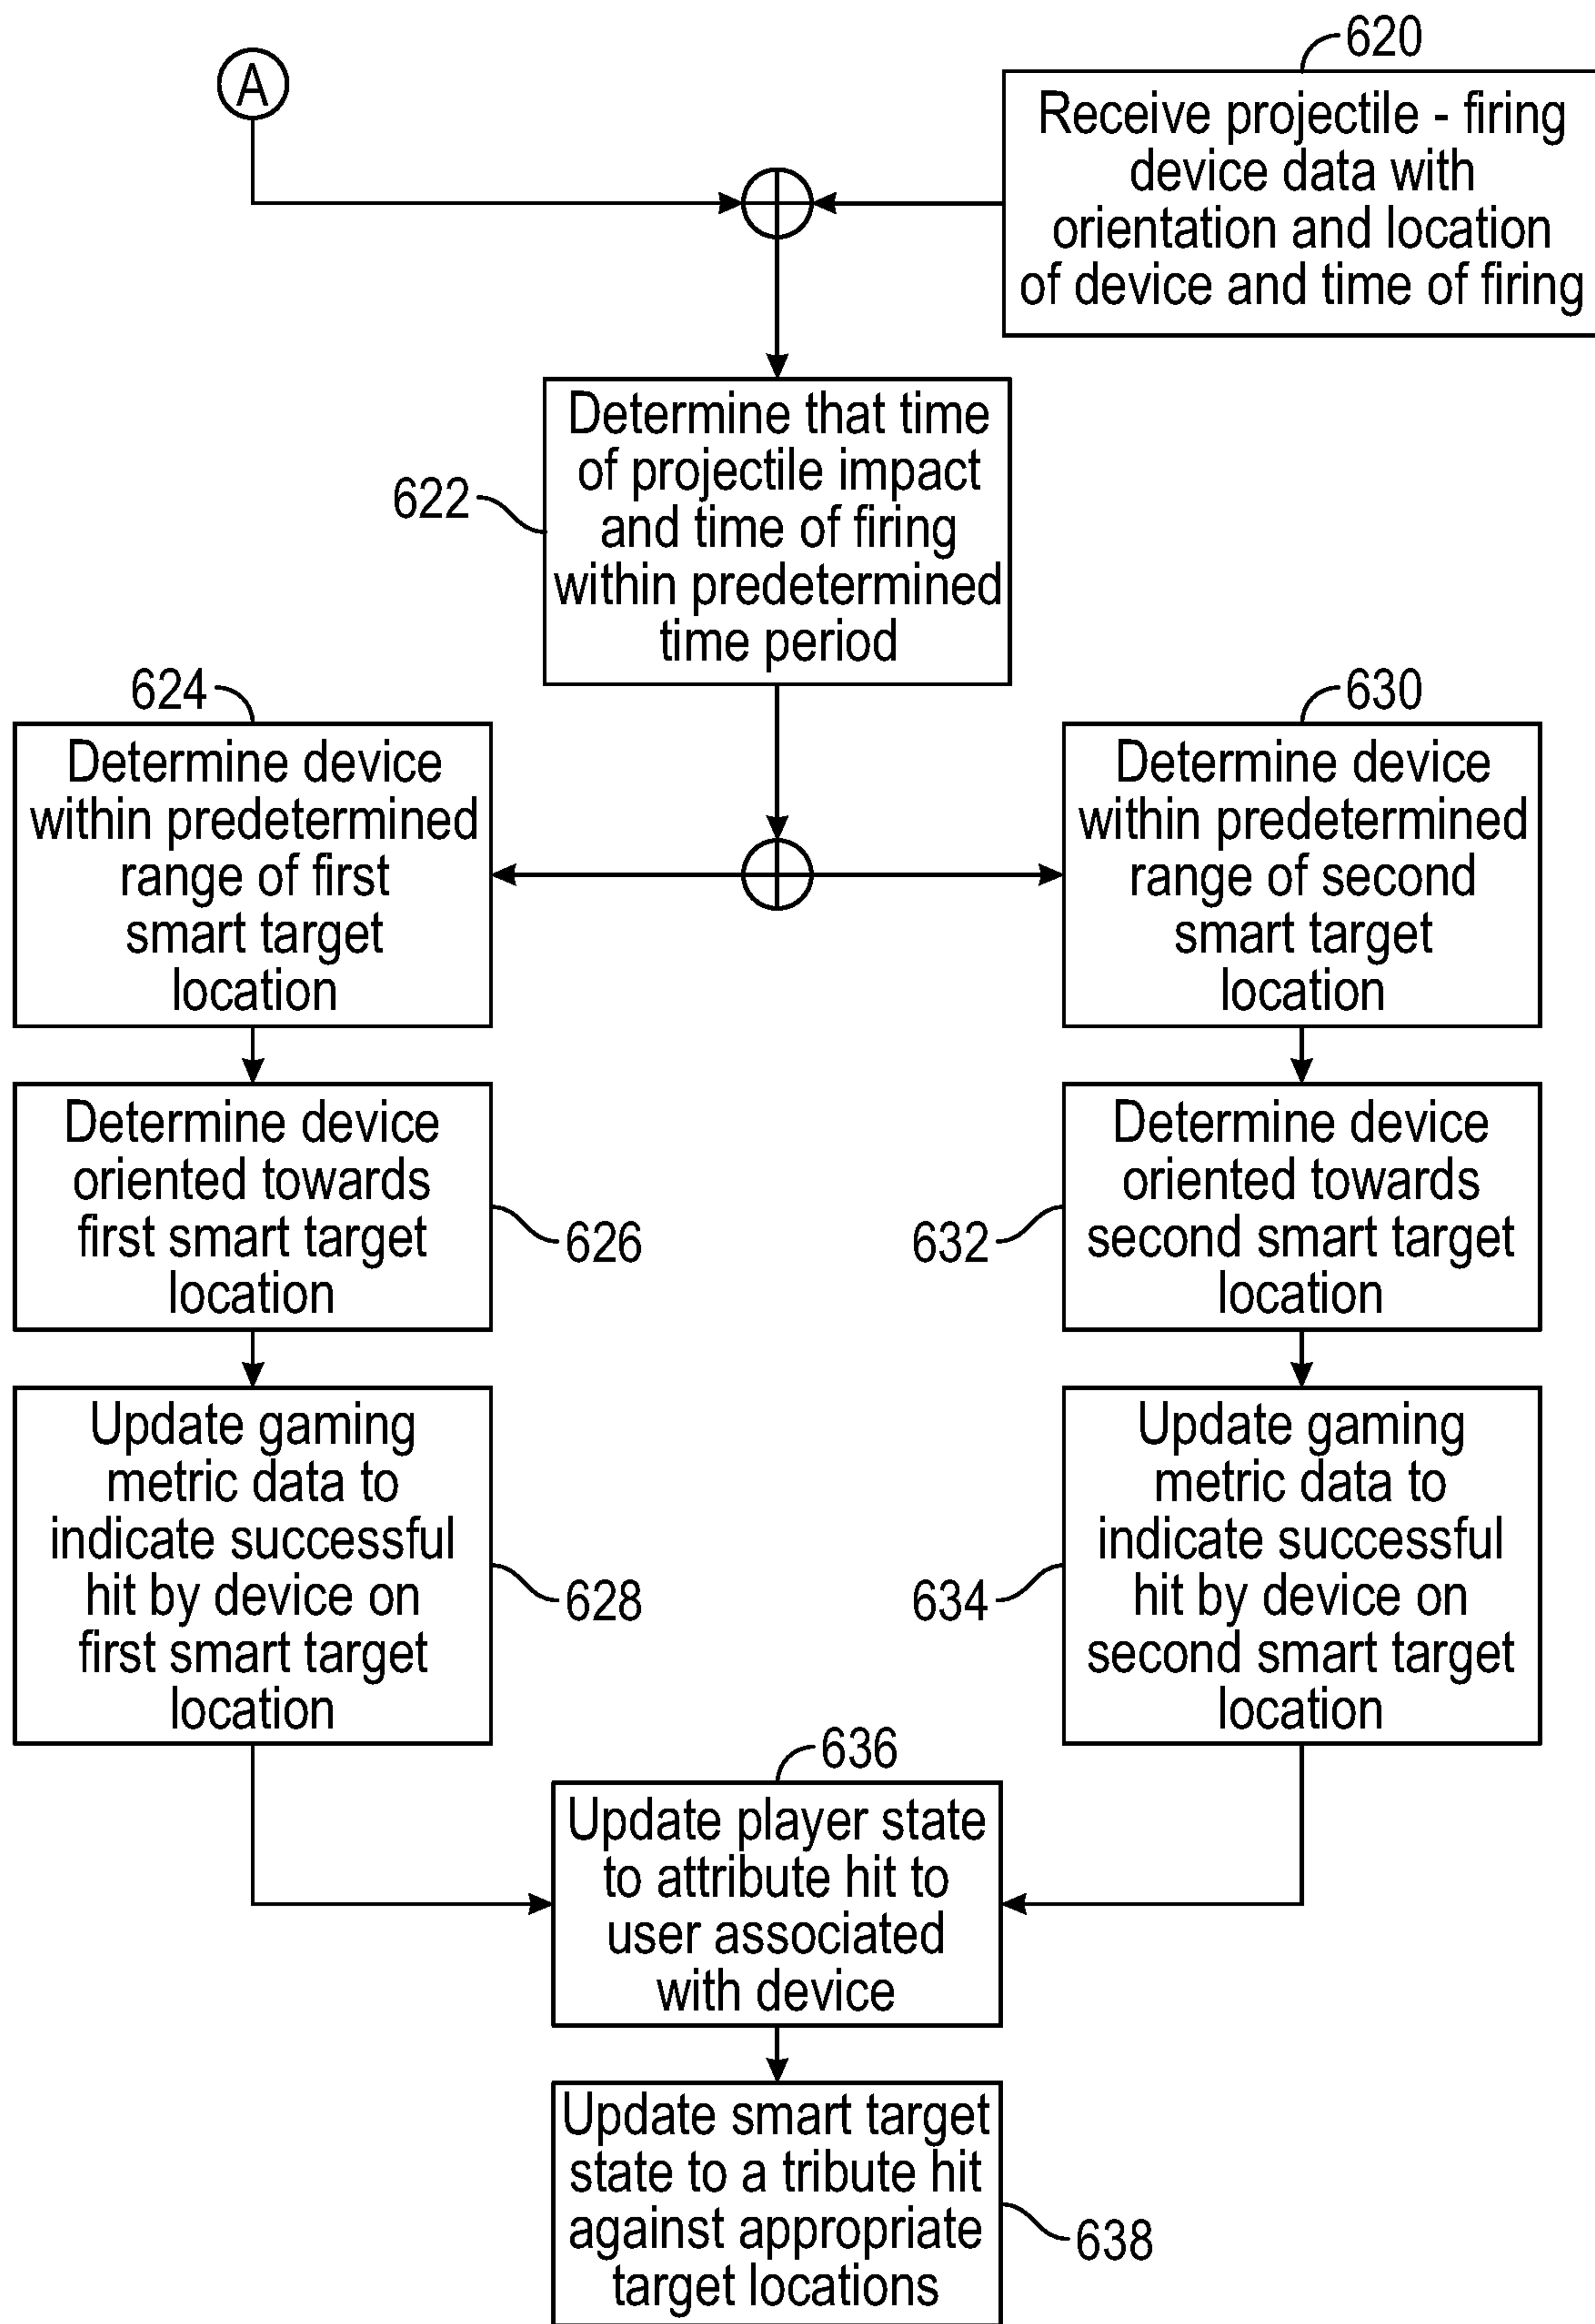 A
620
Receive projectile - firing
device data with
orientation and location
of device and time of firing
622
Determine that time
of projectile impact
and time of firing
within predetermined
time period
624
Determine device
within predetermined
range of first
smart target
location
630
Determine device
within predetermined
range of second
smart target
location
Determine device
oriented towards
first smart target
location
626
632
Determine device
oriented towards
second smart target
location
Update gaming
metric data to
indicate successful
hit by device on
first smart target
location
628
634
Update gaming
metric data to
indicate successful
hit by device on
second smart target
location
636
Update player state
to attribute hit to
user associated
with device
Update smart target
state to a tribute hit
against appropriate
target locations
638